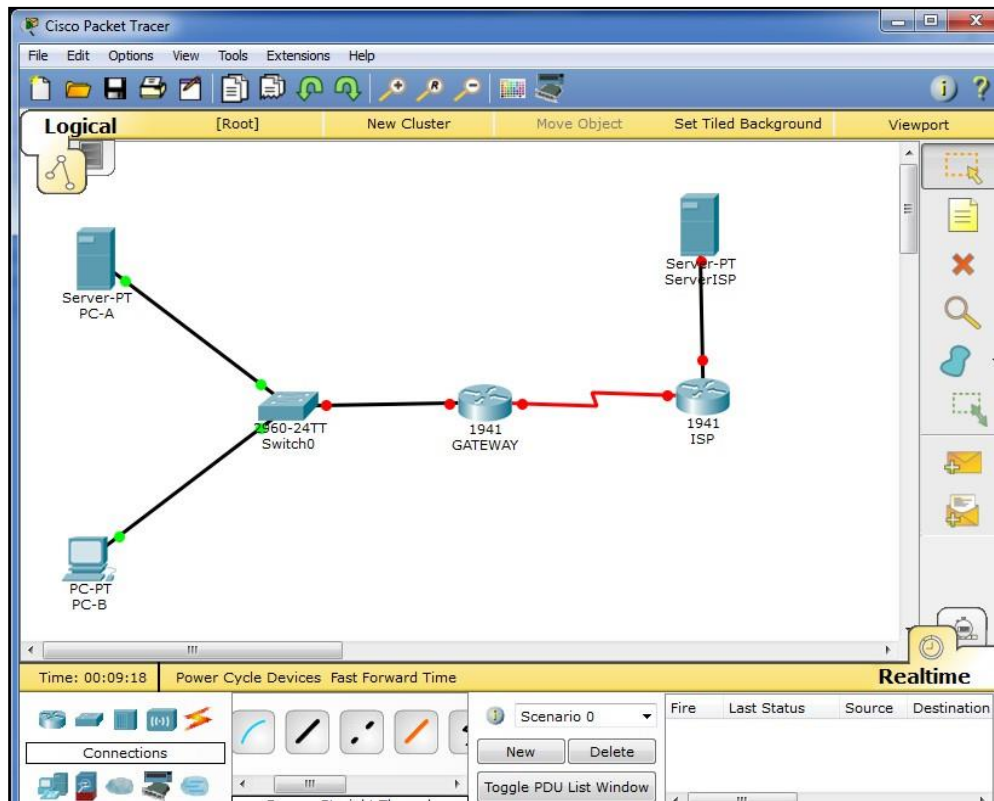 Cisco Packet Tracer
File Edit Options View Tools Extensions Help
Logical [Root] New Cluster Move Object Set Tiled Background Viewport
Server-PT
PC-A
Server-PT
ServerISP
2960-24TT
Switch0
1941
GATEWAY
1941
ISP
PC-PT
PC-B
Time: 00:09:18 Power Cycle Devices Fast Forward Time Realtime
Connections
Scenario 0
New Delete
Toggle PDU List Window
Fire Last Status Source Destination